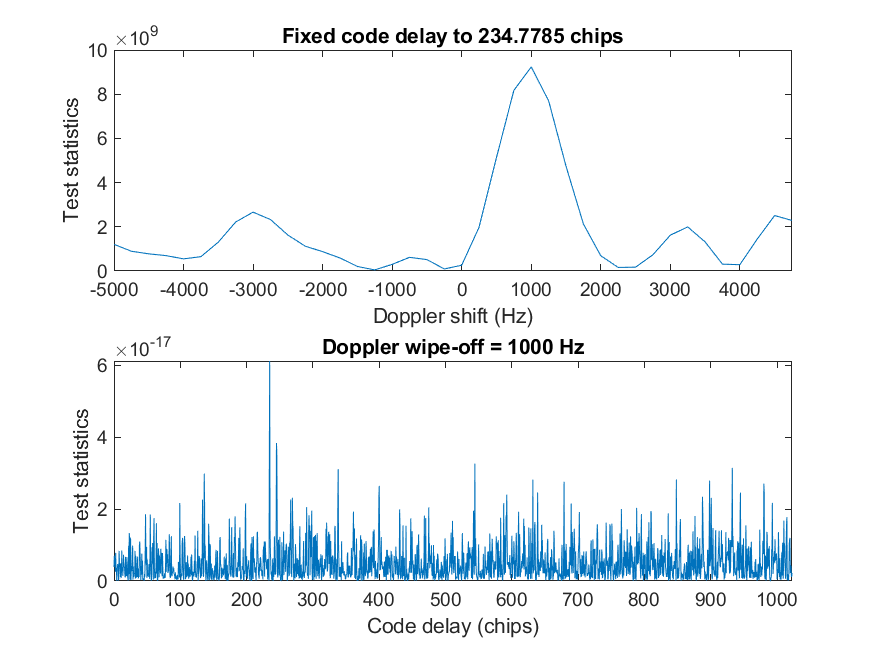 ×10^9
Fixed code delay to 234.7785 chips
10
8
6
4
2
0
Test statistics
-5000 -4000 -3000 -2000 -1000 0 1000 2000 3000 4000
Doppler shift (Hz)
×10^-17
Doppler wipe-off = 1000 Hz
6
4
2
0
Test statistics
0 100 200 300 400 500 600 700 800 900 1000
Code delay (chips)